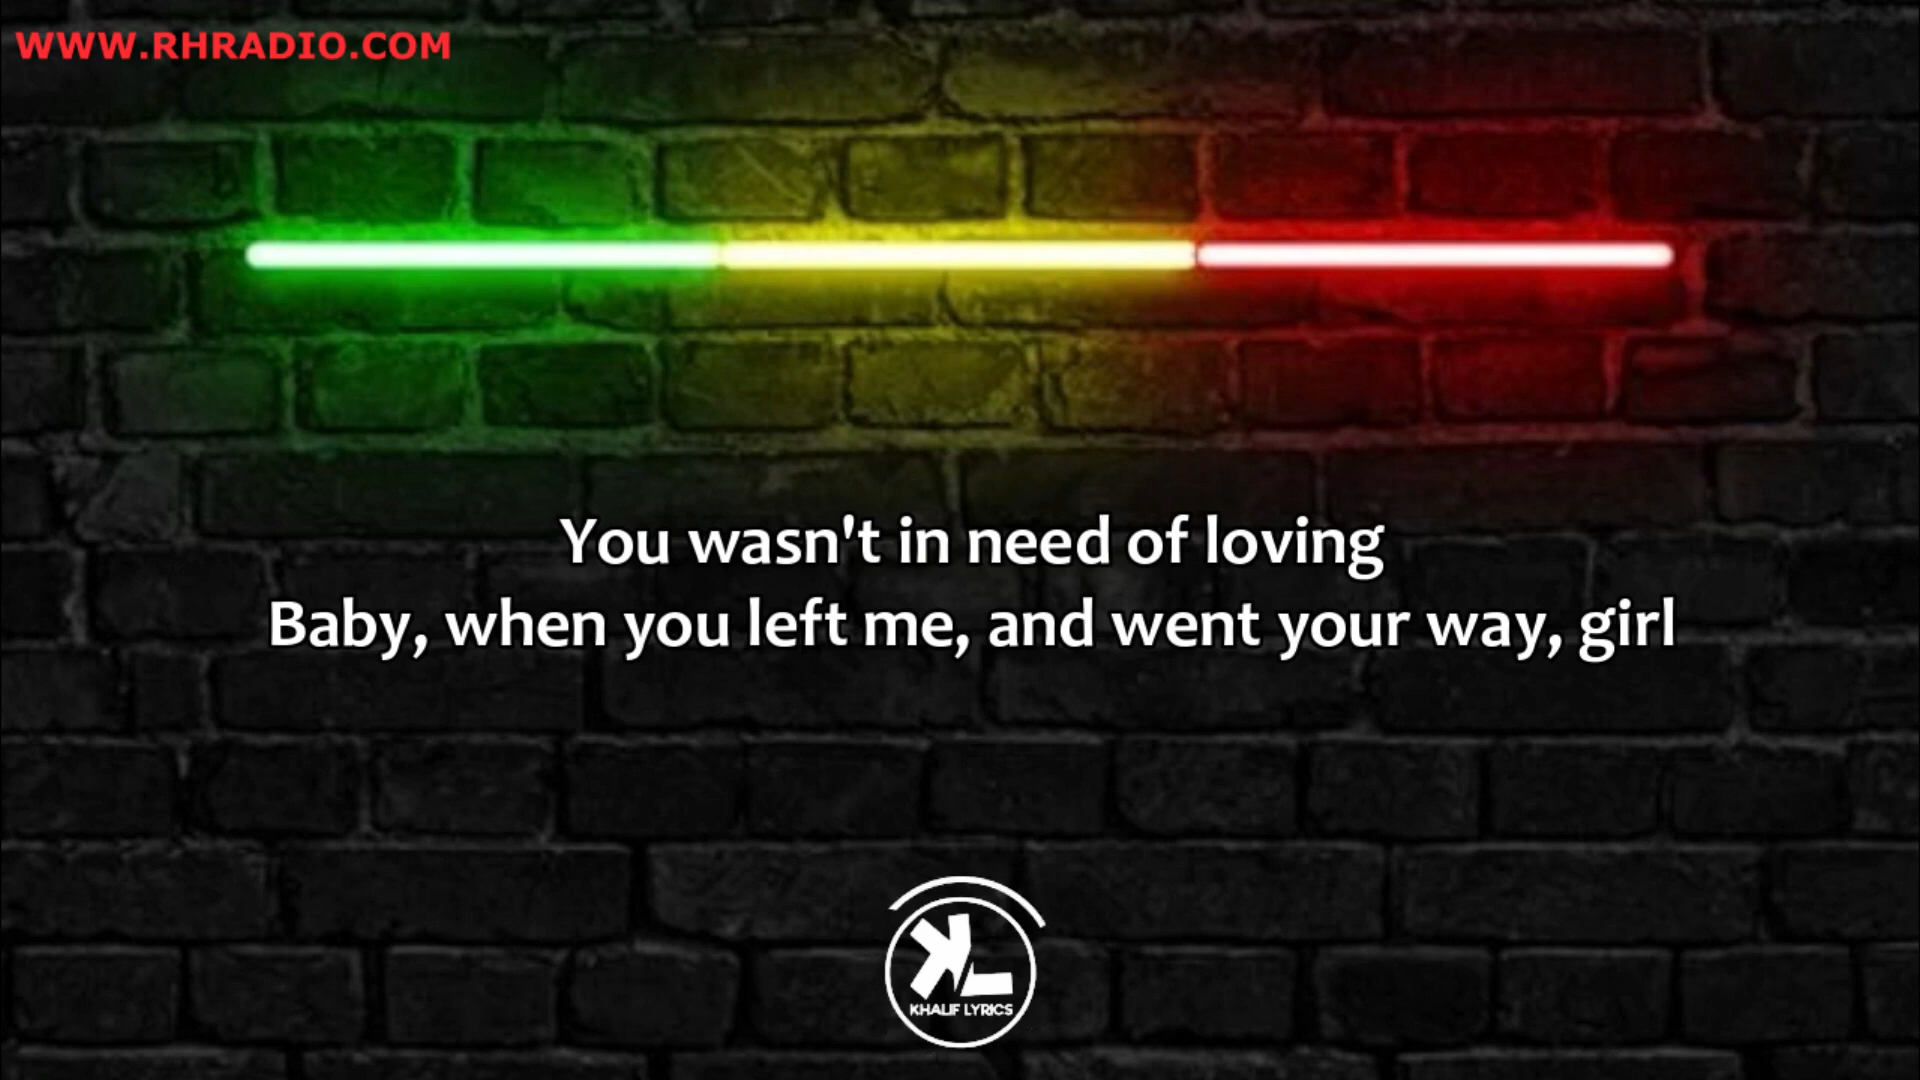 WWW.RHRADIO.COM
You wasn't in need of loving
Baby, when you left me, and went your way, girl
KL
KHALIF LYRICS